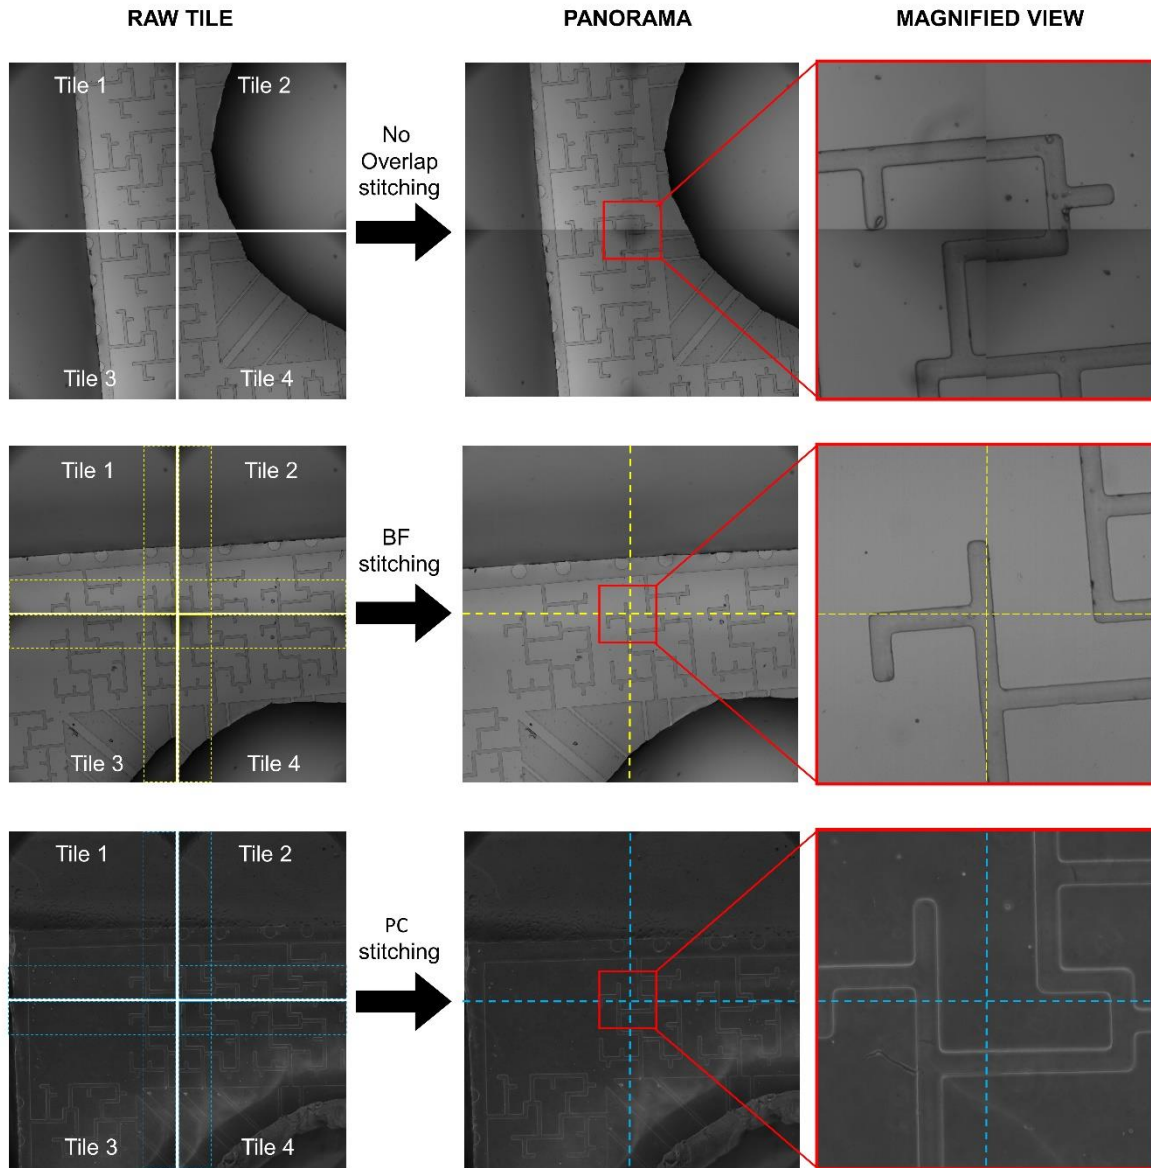 RAW TILE
PANORAMA
MAGNIFIED VIEW
Tile 1
Tile 2
No
Overlap
stitching
Tile 3
Tile 4
Tile 1
Tile 2
BF
stitching
Tile 3
Tile 4
Tile 1
Tile 2
PC
stitching
Tile 3
Tile 4